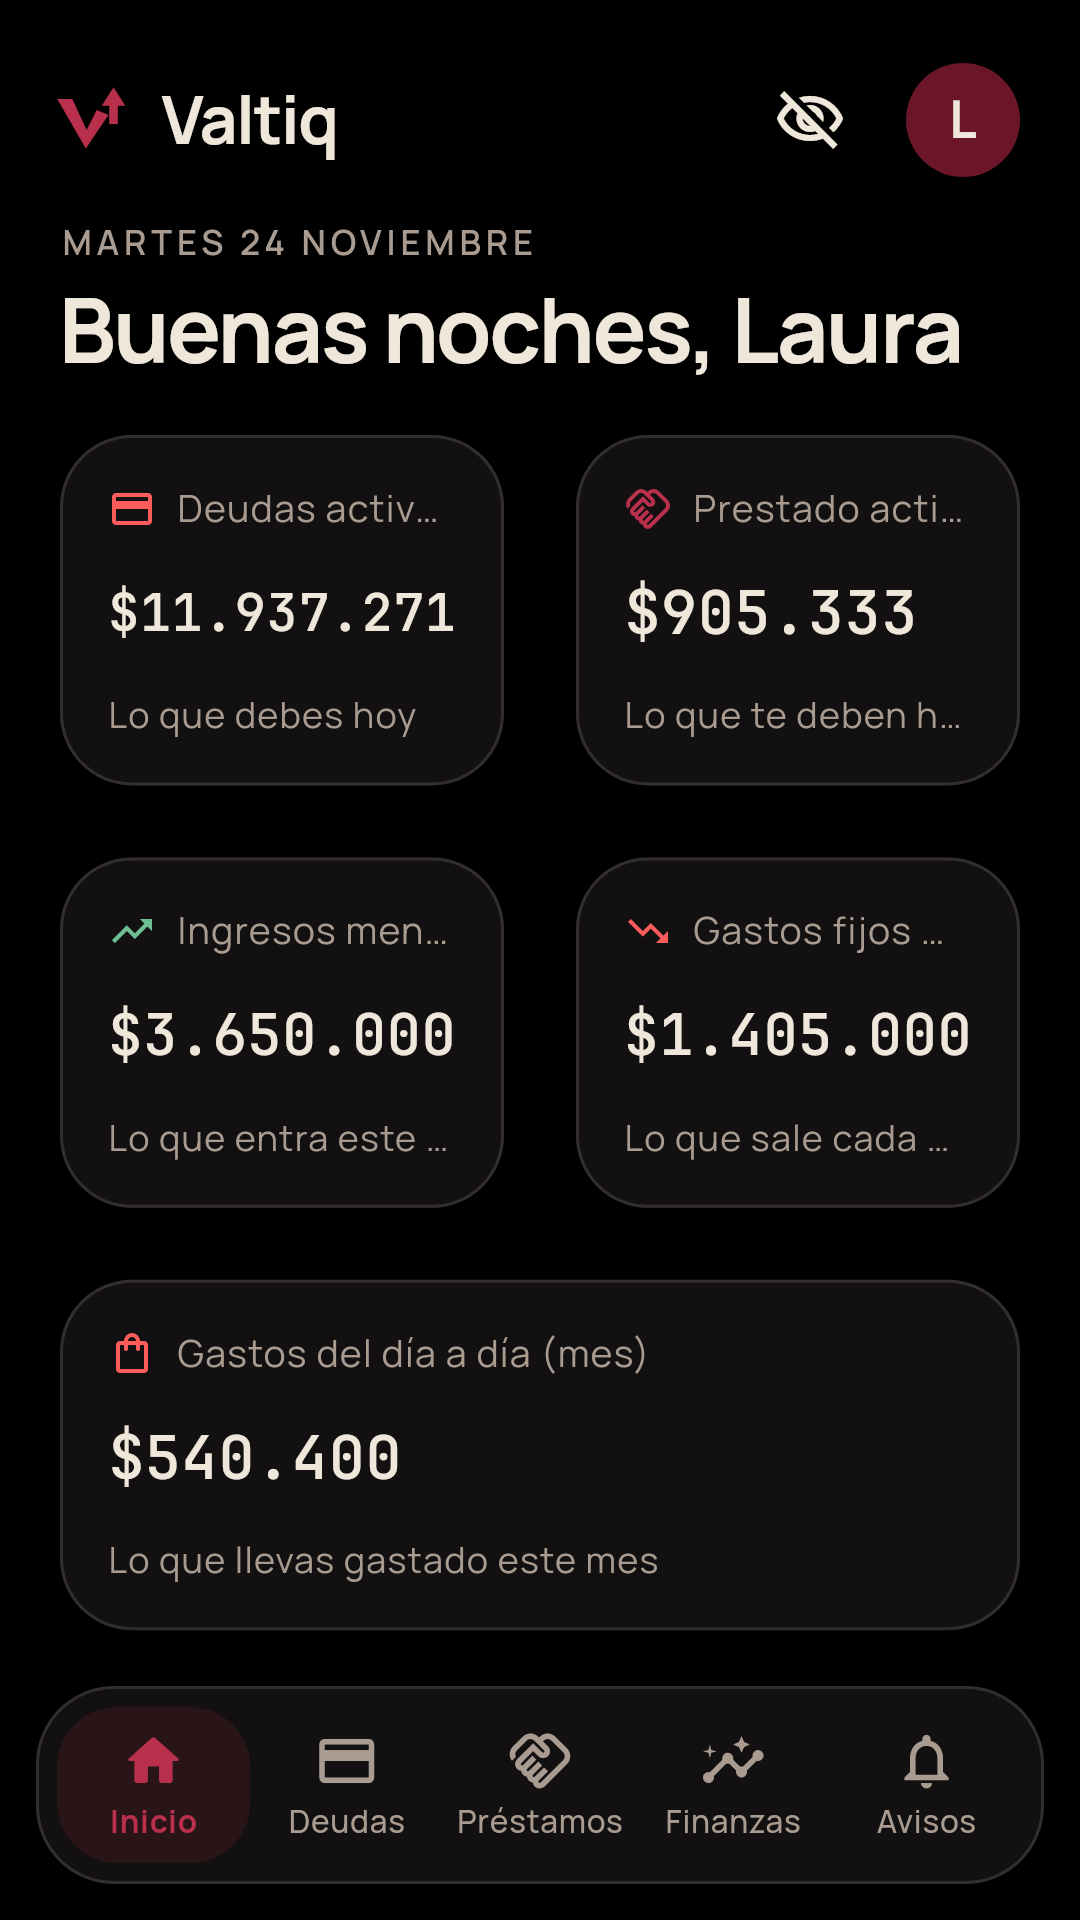 Valtiq
L
MARTES 24 NOVIEMBRE
Buenas noches, Laura
Deudas activ...
$11.937.271
Lo que debes hoy
Prestado acti...
$905.333
Lo que te deben h...
Ingresos men...
$3.650.000
Lo que entra este ...
Gastos fijos ...
$1.405.000
Lo que sale cada ...
Gastos del día a día (mes)
$540.400
Lo que llevas gastado este mes
Inicio
Deudas
Préstamos
Finanzas
Avisos